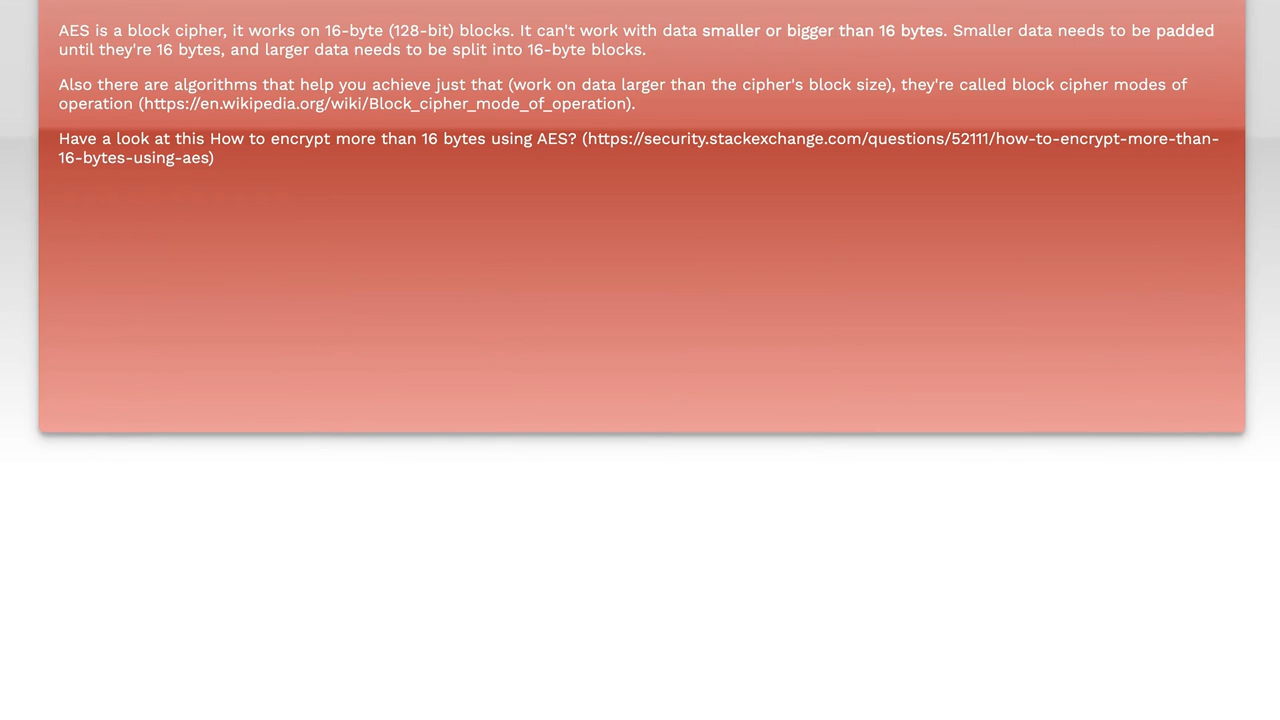 AES is a block cipher, it works on 16-byte (128-bit) blocks. It can't work with data smaller or bigger than 16 bytes. Smaller data needs to be padded
until they're 16 bytes, and larger data needs to be split into 16-byte blocks.
Also there are algorithms that help you achieve just that (work on data larger than the cipher's block size), they're called block cipher modes of
operation (https://en.wikipedia.org/wiki/Block_cipher_mode_of_operation).
Have a look at this How to encrypt more than 16 bytes using AES? (https://security.stackexchange.com/questions/52111/how-to-encrypt-more-than-
16-bytes-using-aes)